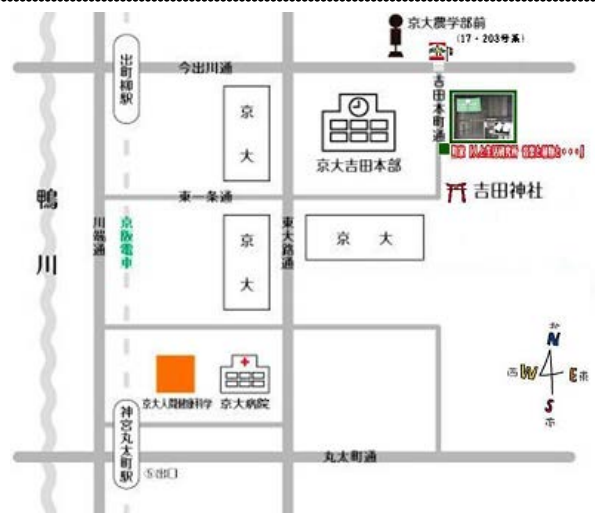 京大農学部前
(17・203号系)
出町柳駅
今出川通
吉田本町通
京大
京大吉田本部
東一条通
吉田神社
鴨川
川端通
京阪電車
東大路通
京大
京大
北
N
西 W E 東
S
京大人間健康科学
京大病院
神宮丸太町駅
⑤出口
丸太町通